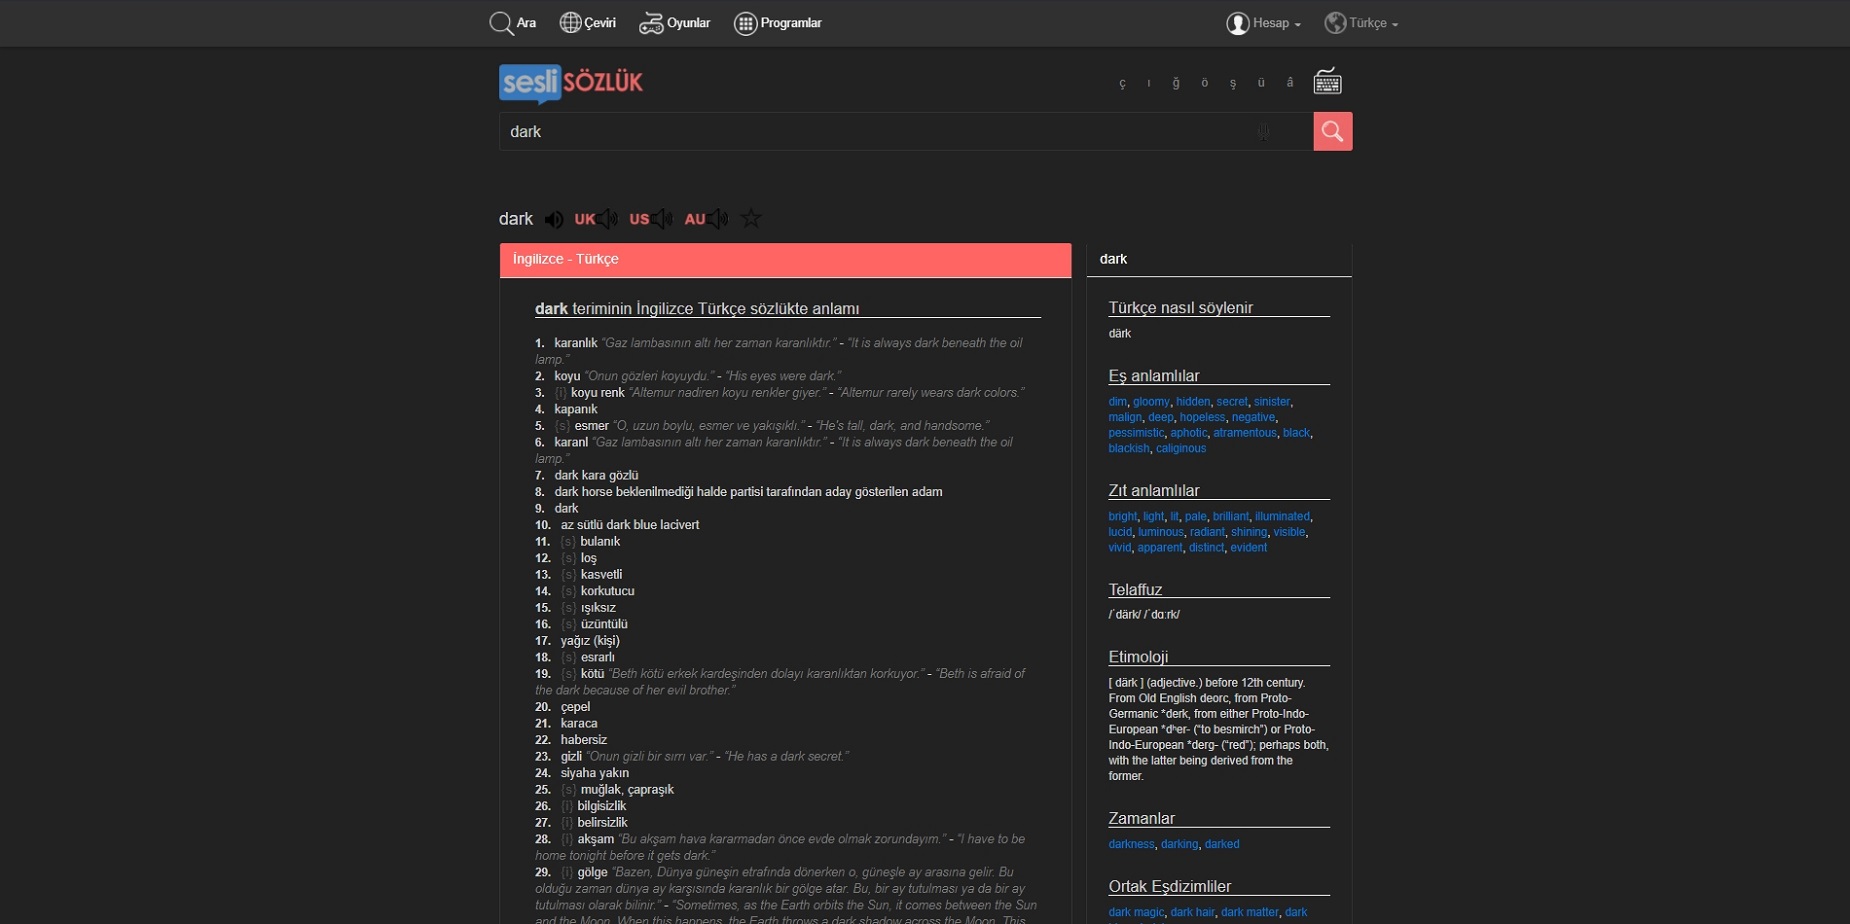 Ara Çeviri Oyunlar Programlar Hesap Türkçe
sesli SÖZLÜK
ç ı ğ ö ş ü â
dark
dark UK US AU
İngilizce - Türkçe
dark teriminin İngilizce Türkçe sözlükte anlamı
1. karanlık “Gaz lambasının altı her zaman karanlıktır.” - “It is always dark beneath the oil
lamp.”
2. koyu “Onun gözleri koyuydu.” - “His eyes were dark.”
3. {i} koyu renk “Altemur nadiren koyu renkler giyer.” - “Altemur rarely wears dark colors.”
4. kapanık
5. {s} esmer “O, uzun boylu, esmer ve yakışıklı.” - “He's tall, dark, and handsome.”
6. karanl “Gaz lambasının altı her zaman karanlıktır.” - “It is always dark beneath the oil
lamp.”
7. dark kara gözlü
8. dark horse beklenilmediği halde partisi tarafından aday gösterilen adam
9. dark
10. az sütlü dark blue lacivert
11. {s} bulanık
12. {s} loş
13. {s} kasvetli
14. {s} korkutucu
15. {s} ışıksız
16. {s} üzüntülü
17. yağız (kişi)
18. {s} esrarlı
19. {s} kötü “Beth kötü erkek kardeşinden dolayı karanlıktan korkuyor.” - “Beth is afraid of
the dark because of her evil brother.”
20. çepel
21. karaca
22. habersiz
23. gizli “Onun gizli bir sırrı var.” - “He has a dark secret.”
24. siyaha yakın
25. {s} muğlak, çapraşık
26. {i} bilgisizlik
27. {i} belirsizlik
28. {i} akşam “Bu akşam hava kararmadan önce evde olmak zorundayım.” - “I have to be
home tonight before it gets dark.”
29. {i} gölge “Bazen, Dünya güneşin etrafında dönerken o, güneşle ay arasına gelir. Bu
olduğu zaman dünya ay karşısında karanlık bir gölge atar. Bu, bir ay tutulması ya da bir ay
tutulması olarak bilinir.” - “Sometimes, as the Earth orbits the Sun, it comes between the Sun
and the Moon. When this happens, the Earth throws a dark shadow across the Moon. This
dark
Türkçe nasıl söylenir
därk
Eş anlamlılar
dim, gloomy, hidden, secret, sinister,
malign, deep, hopeless, negative,
pessimistic, aphotic, atramentous, black,
blackish, caliginous
Zıt anlamlılar
bright, light, lit, pale, brilliant, illuminated,
lucid, luminous, radiant, shining, visible,
vivid, apparent, distinct, evident
Telaffuz
/ˈdärk/ /ˈdɑːrk/
Etimoloji
[ därk ] (adjective.) before 12th century.
From Old English deorc, from Proto-
Germanic *derk, from either Proto-Indo-
European *dʰer- (“to besmirch”) or Proto-
Indo-European *derg- (“red”); perhaps both,
with the latter being derived from the
former.
Zamanlar
darkness, darking, darked
Ortak Eşdizimliler
dark magic, dark hair, dark matter, dark